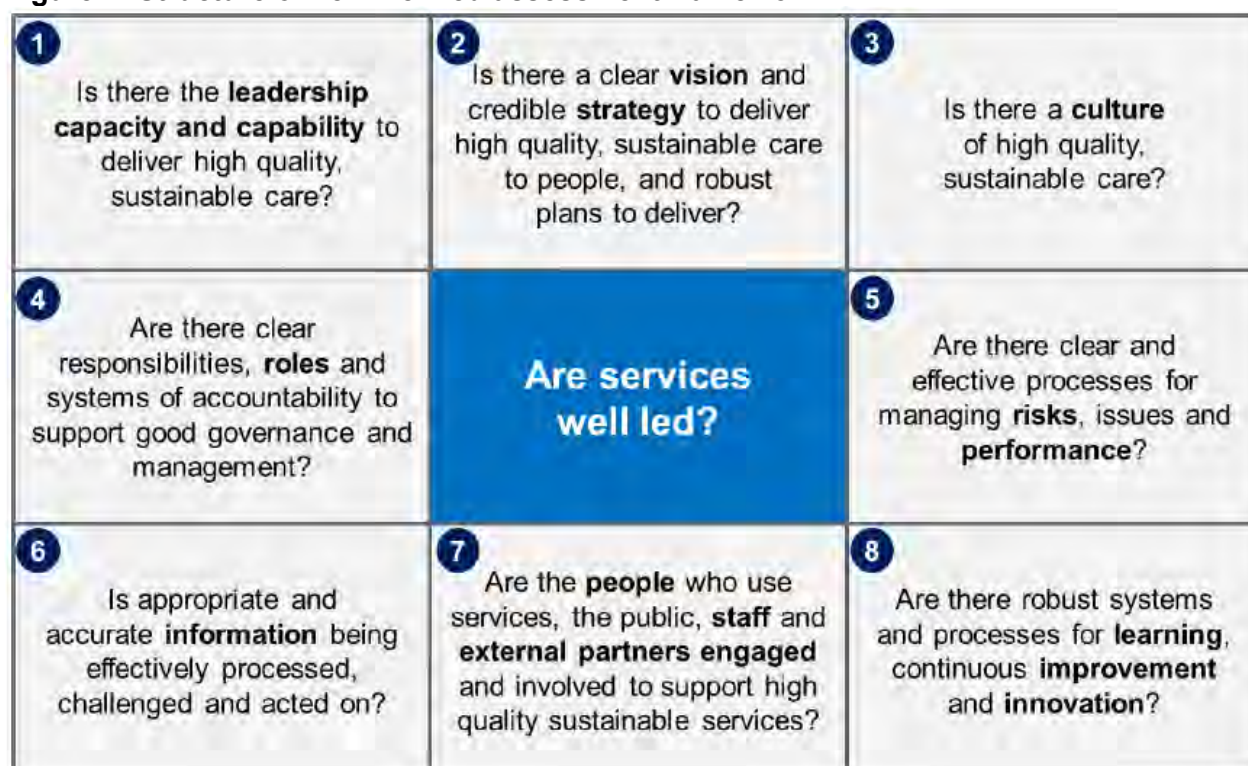 1
Is there the leadership
capacity and capability to
deliver high quality,
sustainable care?
2
Is there a clear vision and
credible strategy to deliver
high quality, sustainable care
to people, and robust
plans to deliver?
3
Is there a culture
of high quality,
sustainable care?
4
Are there clear
responsibilities, roles and
systems of accountability to
support good governance and
management?
Are services
well led?
5
Are there clear and
effective processes for
managing risks, issues and
performance?
6
Is appropriate and
accurate information being
effectively processed,
challenged and acted on?
7
Are the people who use
services, the public, staff and
external partners engaged
and involved to support high
quality sustainable services?
8
Are there robust systems
and processes for learning,
continuous improvement
and innovation?